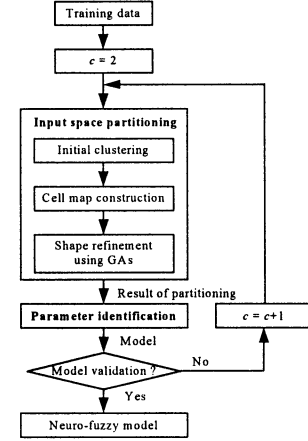 Training data
c = 2
Input space partitioning
Initial clustering
Cell map construction
Shape refinement
using GAs
Result of partitioning
Parameter identification
c = c+1
Model
Model validation ?
No
Yes
Neuro-fuzzy model